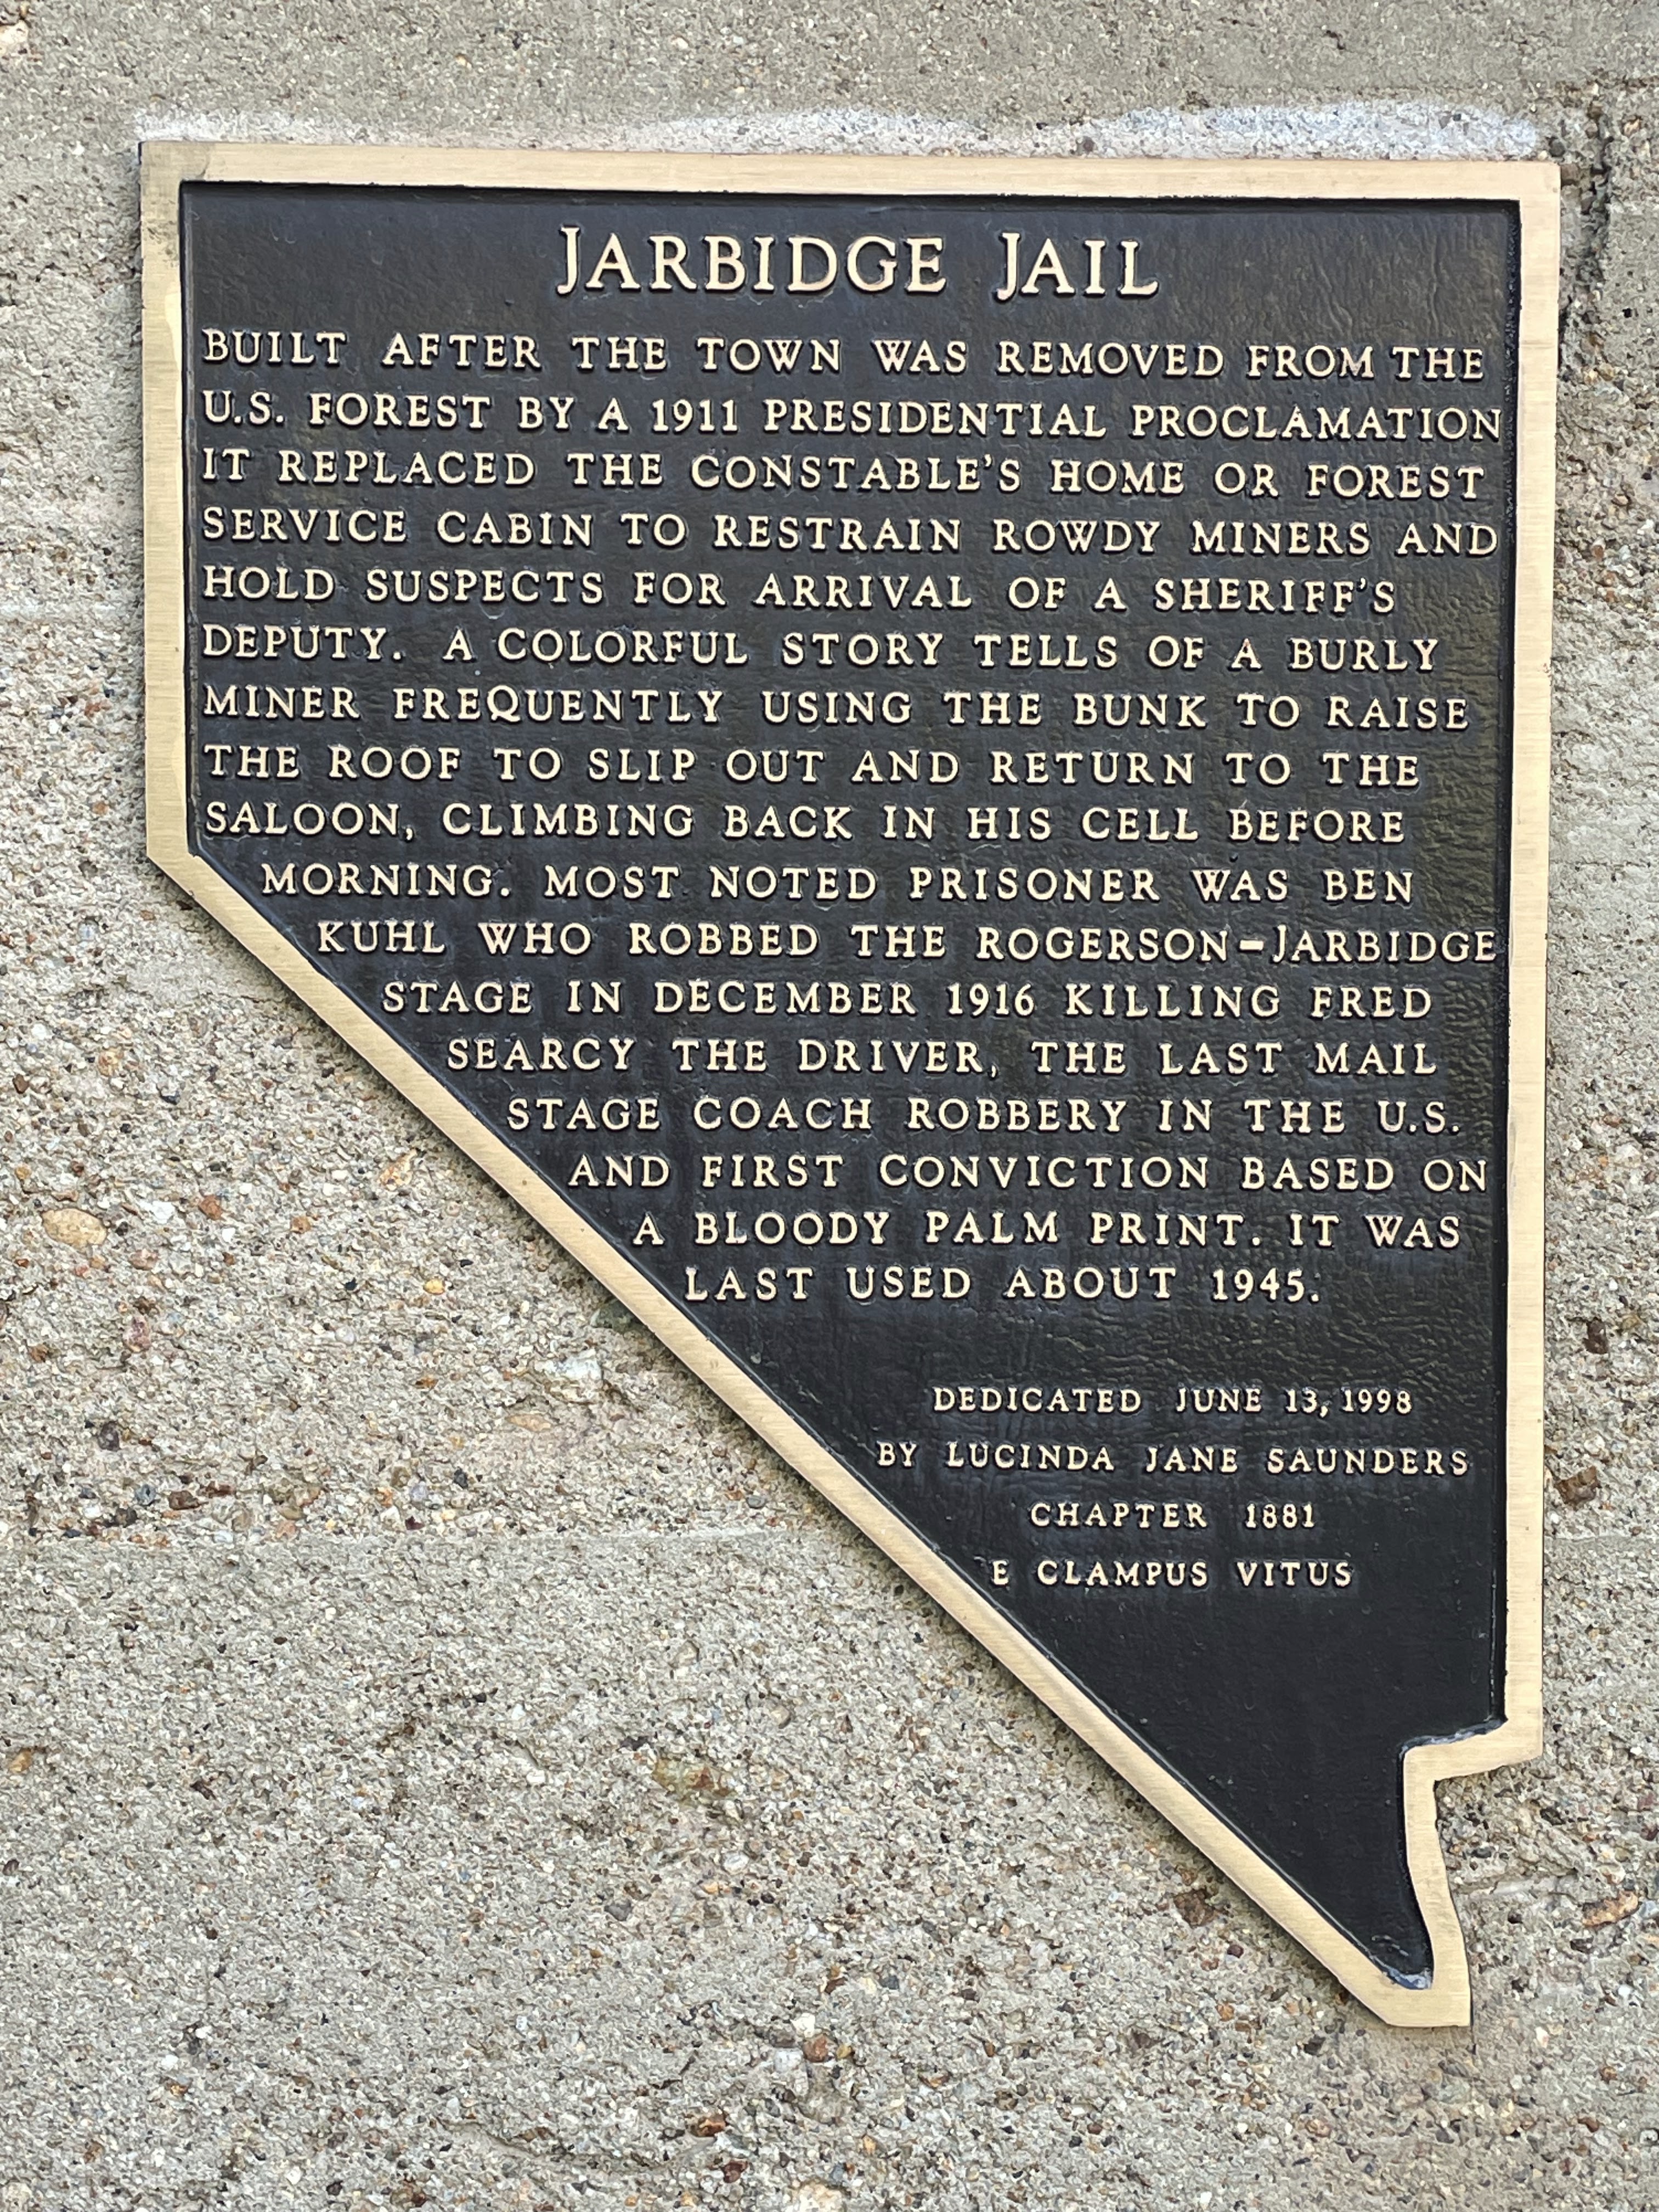 JARBIDGE JAIL
BUILT AFTER THE TOWN WAS REMOVED FROM THE
U.S. FOREST BY A 1911 PRESIDENTIAL PROCLAMATION
IT REPLACED THE CONSTABLE'S HOME OR FOREST
SERVICE CABIN TO RESTRAIN ROWDY MINERS AND
HOLD SUSPECTS FOR ARRIVAL OF A SHERIFF'S
DEPUTY. A COLORFUL STORY TELLS OF A BURLY
MINER FREQUENTLY USING THE BUNK TO RAISE
THE ROOF TO SLIP OUT AND RETURN TO THE
SALOON, CLIMBING BACK IN HIS CELL BEFORE
MORNING. MOST NOTED PRISONER WAS BEN
KUHL WHO ROBBED THE ROGERSON-JARBIDGE
STAGE IN DECEMBER 1916 KILLING FRED
SEARCY THE DRIVER, THE LAST MAIL
STAGE COACH ROBBERY IN THE U.S.
AND FIRST CONVICTION BASED ON
A BLOODY PALM PRINT. IT WAS
LAST USED ABOUT 1945.
DEDICATED JUNE 13, 1998
BY LUCINDA JANE SAUNDERS
CHAPTER 1881
E CLAMPUS VITUS